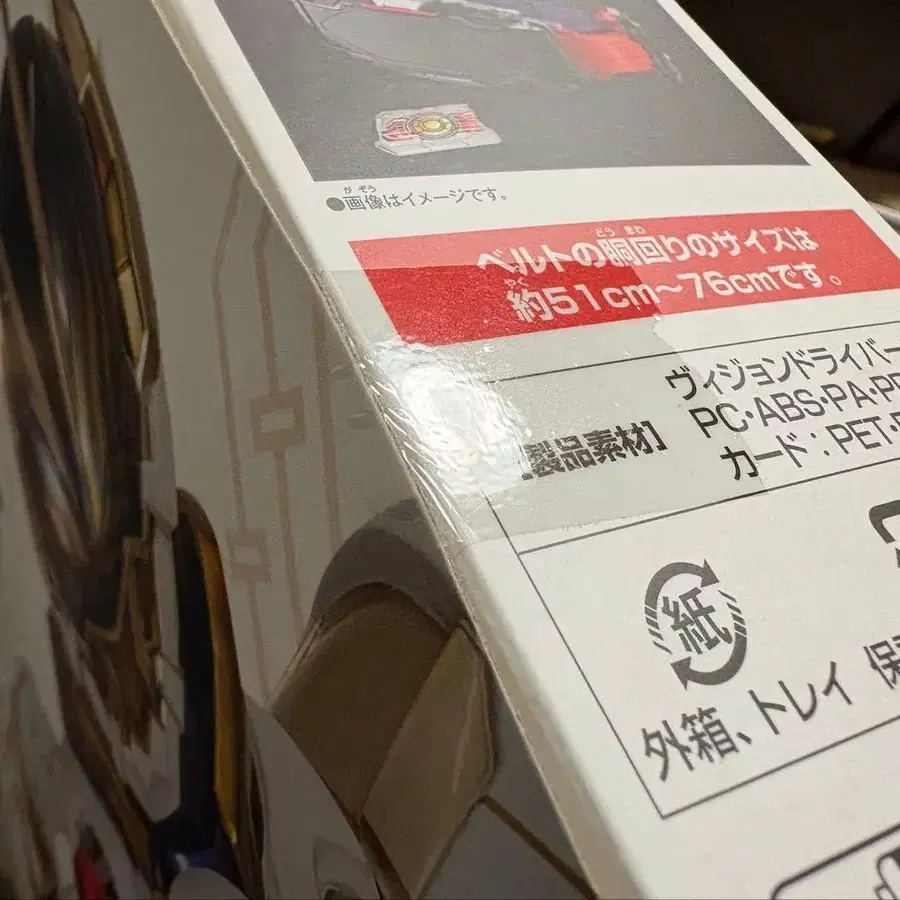 ●画像はイメージです。
ベルトの胴回りのサイズは
約51cm～76cmです。
【製品素材】
ヴィジョンドライバー
PC・ABS・PA・P
カード：PET・
紙
外箱、トレイ 保